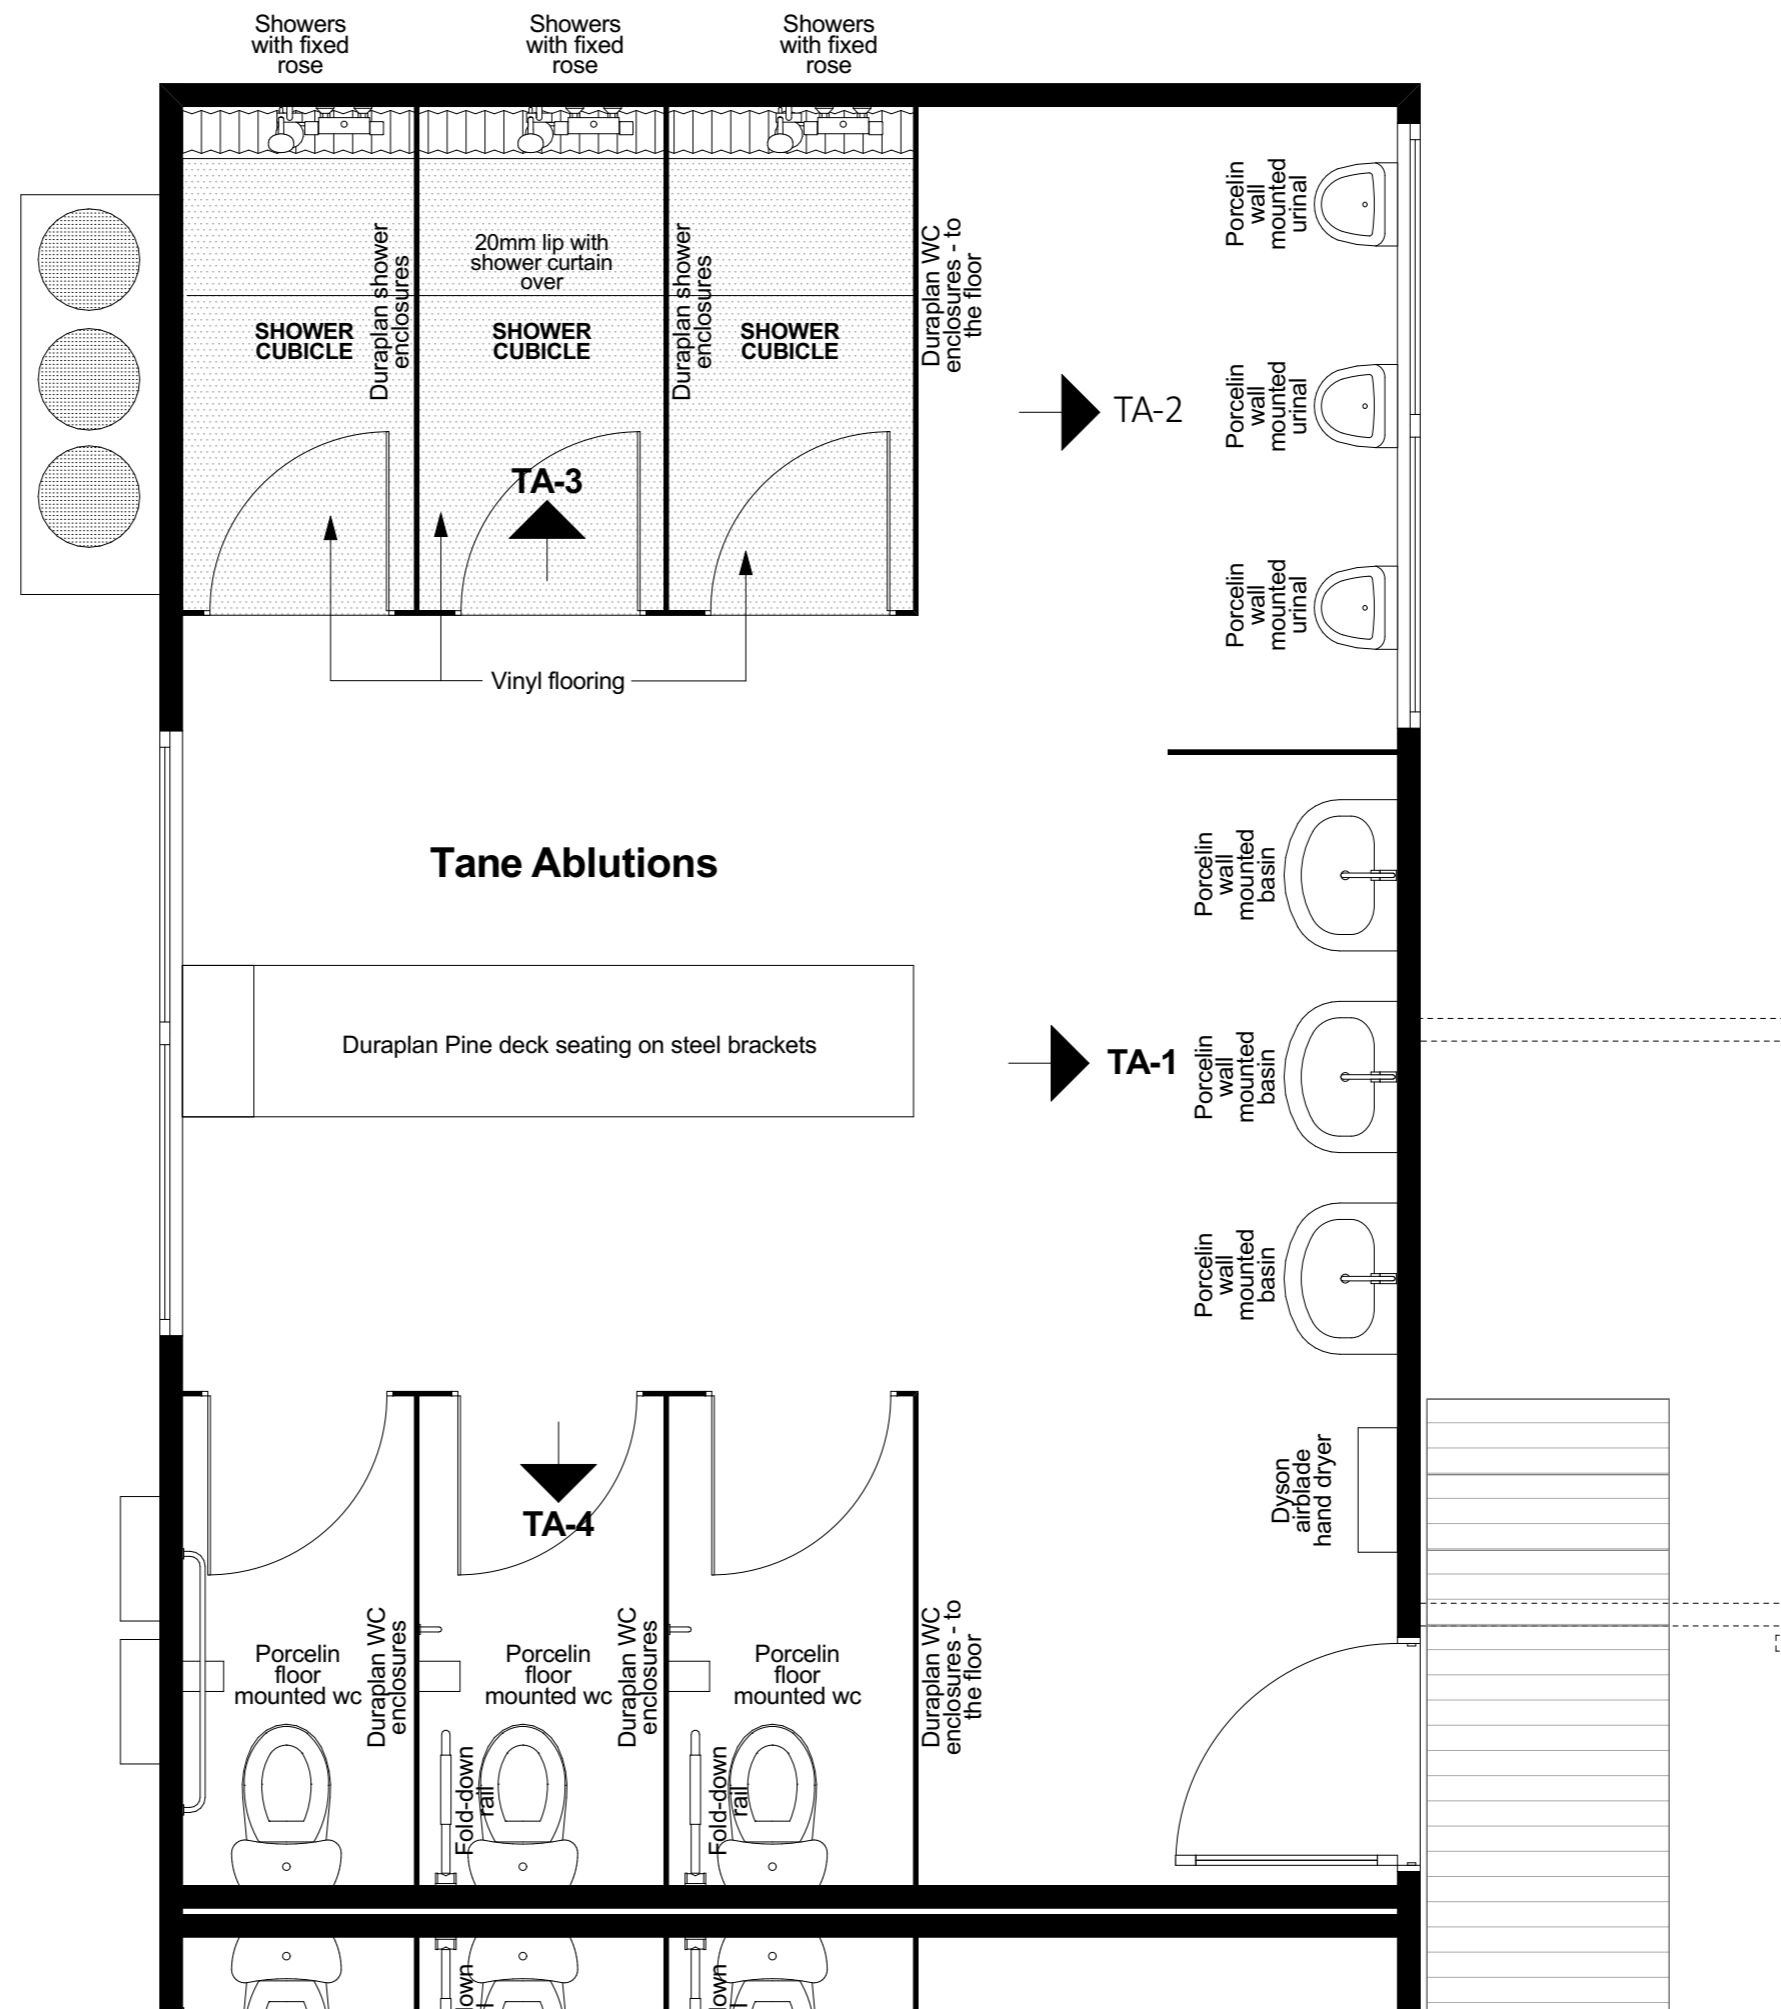 Showers
with fixed
rose
Showers
with fixed
rose
Showers
with fixed
rose
Duraplan shower
enclosures
20mm lip with
shower curtain
over
Duraplan shower
enclosures
Duraplan WC
enclosures - to
the floor
SHOWER
CUBICLE
SHOWER
CUBICLE
SHOWER
CUBICLE
Porcelin
wall
mounted
urinal
Porcelin
wall
mounted
urinal
Porcelin
wall
mounted
urinal
TA-2
TA-3
Vinyl flooring
Tane Ablutions
Porcelin
wall
mounted
basin
Duraplan Pine deck seating on steel brackets
TA-1
Porcelin
wall
mounted
basin
Porcelin
wall
mounted
basin
TA-4
Dyson
airblade
hand dryer
Porcelin
floor
mounted wc
Duraplan WC
enclosures
Porcelin
floor
mounted wc
Duraplan WC
enclosures
Porcelin
floor
mounted wc
Duraplan WC
enclosures - to
the floor
Fold-down
rail
Fold-down
rail